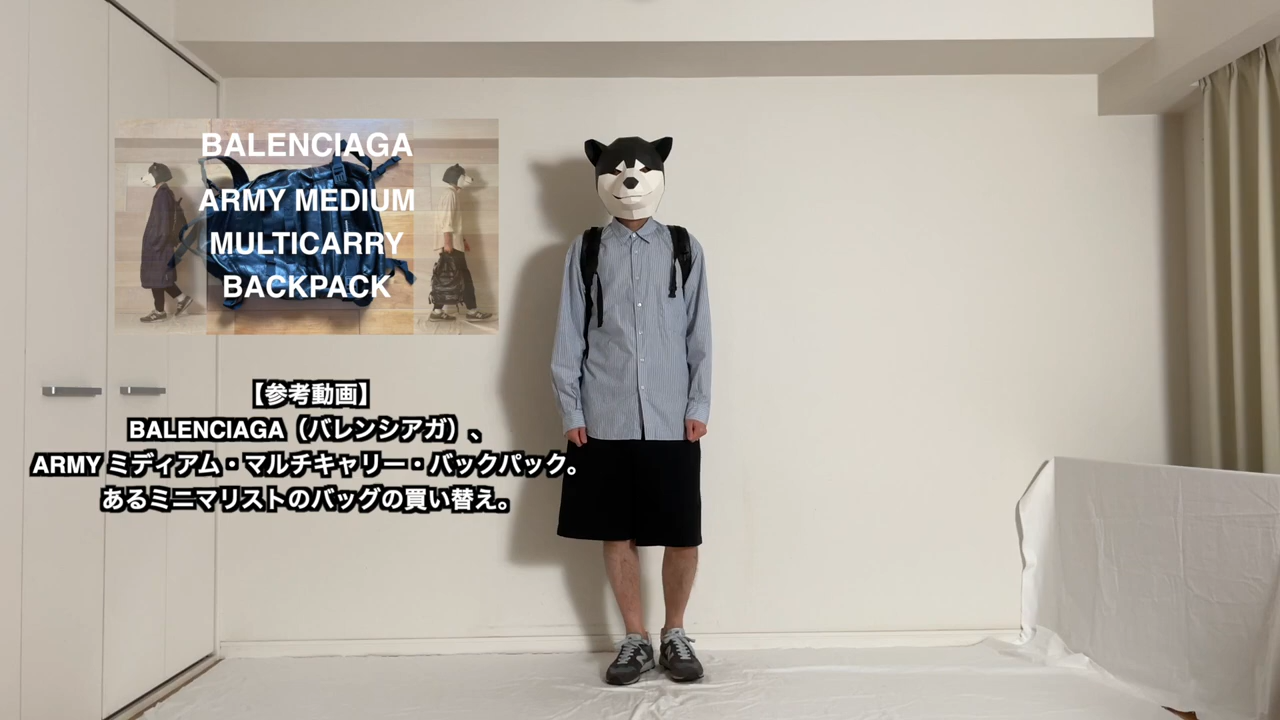 BALENCIAGA
ARMY MEDIUM
MULTICARRY
BACKPACK
【参考動画】
BALENCIAGA（バレンシアガ）、
ARMY ミディアム・マルチキャリー・バックパック。
あるミニマリストのバッグの買い替え。